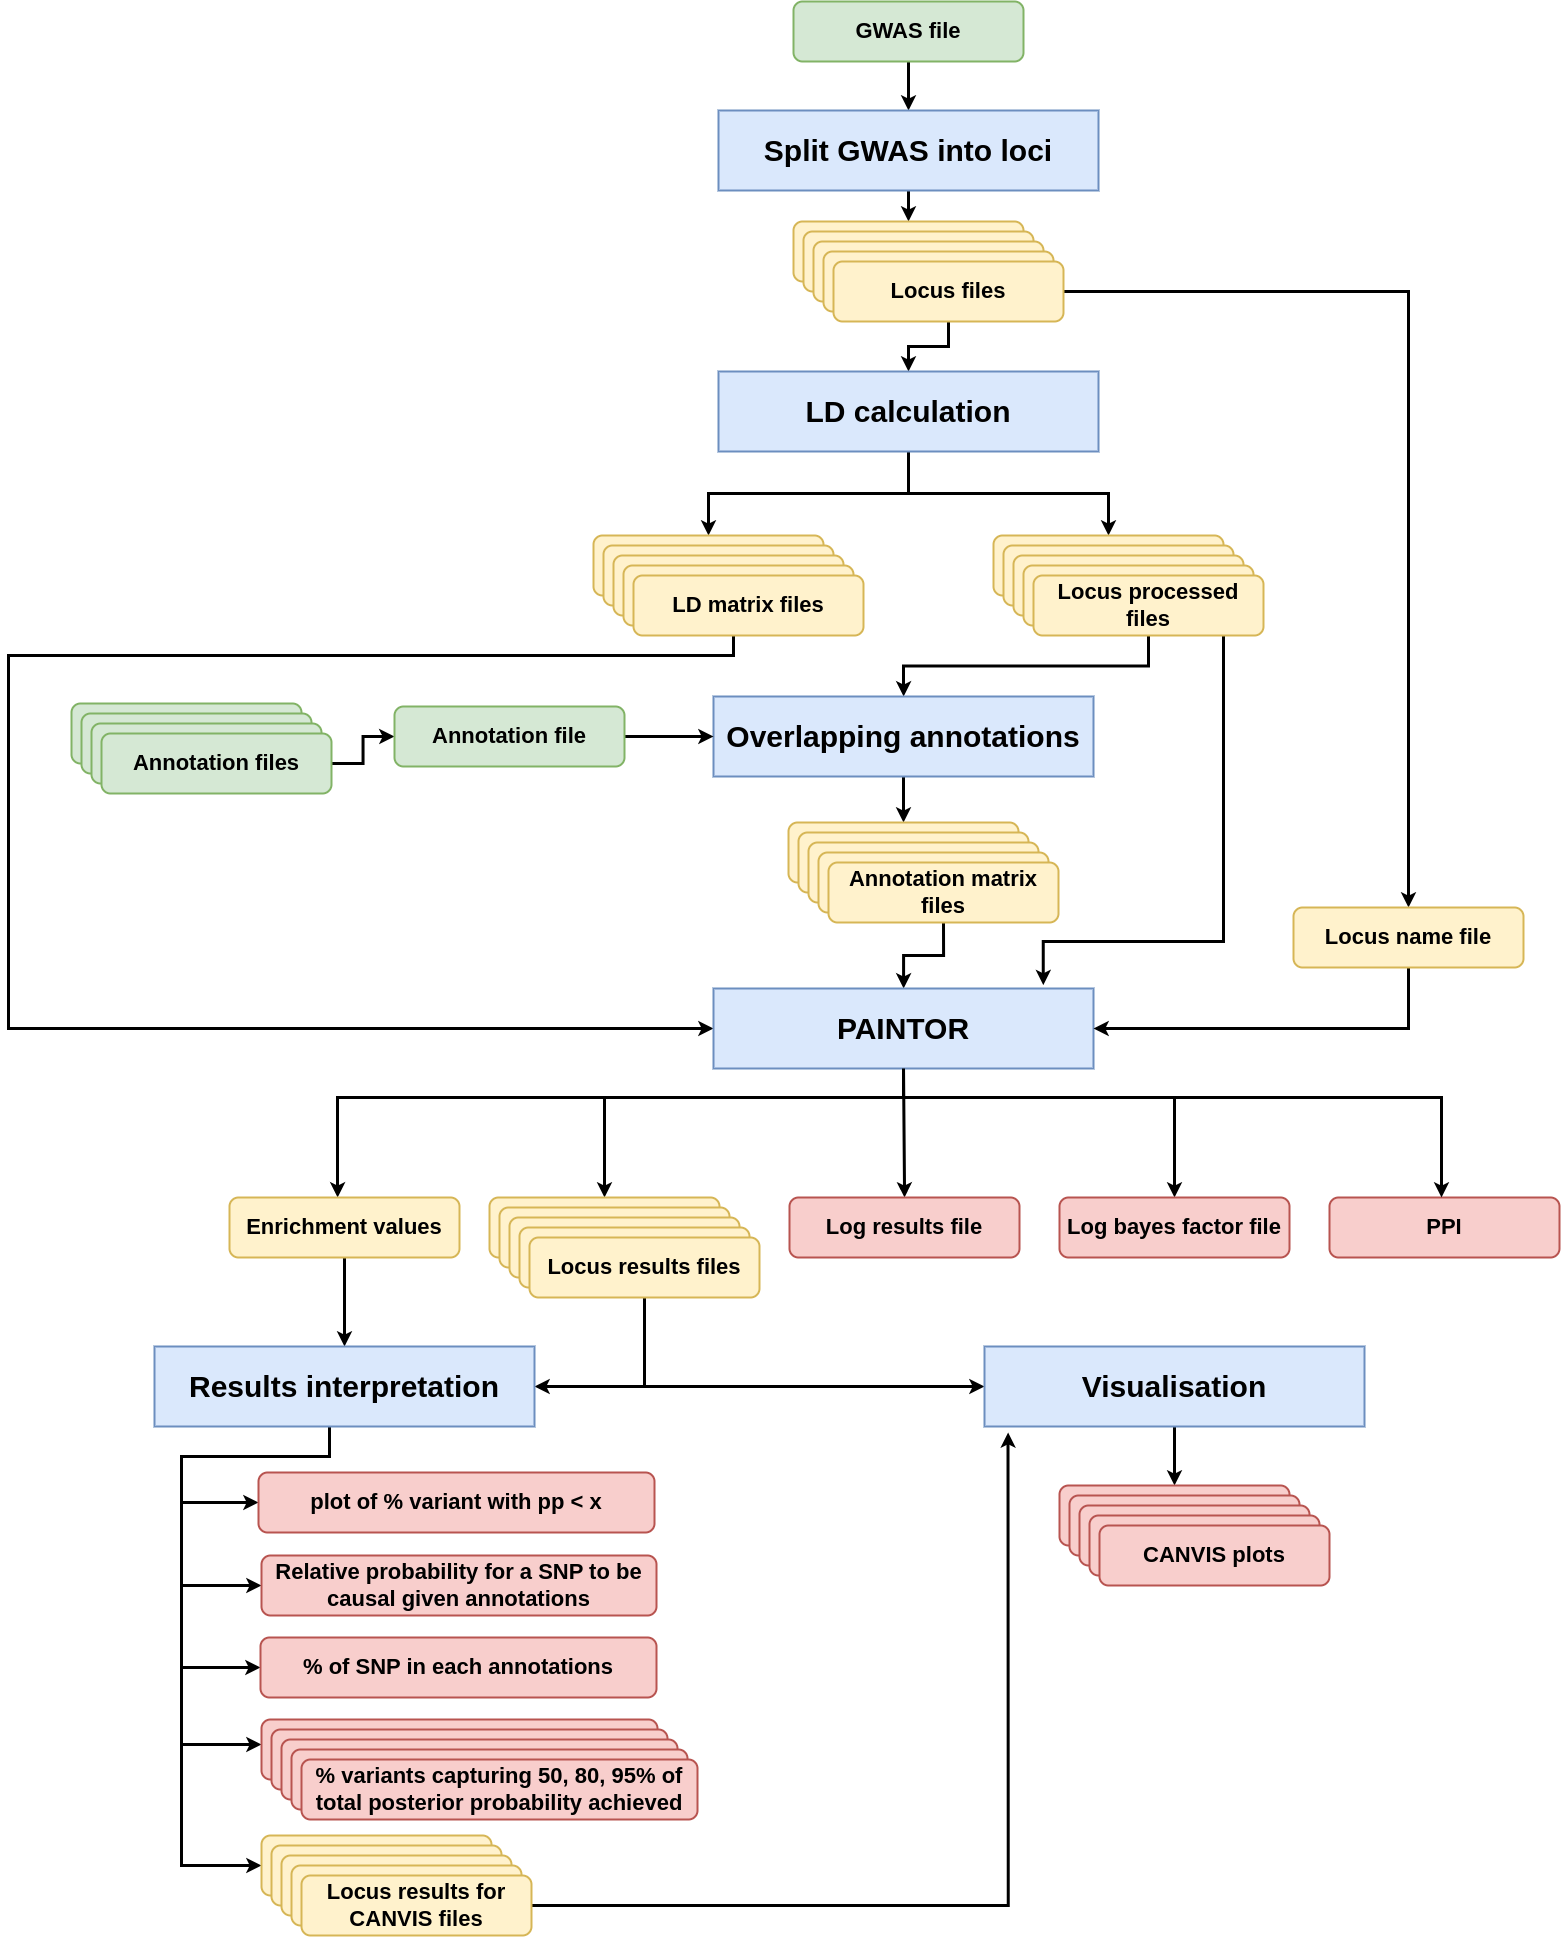 GWAS file
Split GWAS into loci
Locus files
LD calculation
LD matrix files
Locus processed
files
Annotation files
Annotation file
Overlapping annotations
Annotation matrix
files
Locus name file
PAINTOR
Enrichment values
Locus results files
Log results file
Log bayes factor file
PPI
Results interpretation
Visualisation
plot of % variant with pp < x
Relative probability for a SNP to be
causal given annotations
CANVIS plots
% of SNP in each annotations
% variants capturing 50, 80, 95% of
total posterior probability achieved
Locus results for
CANVIS files